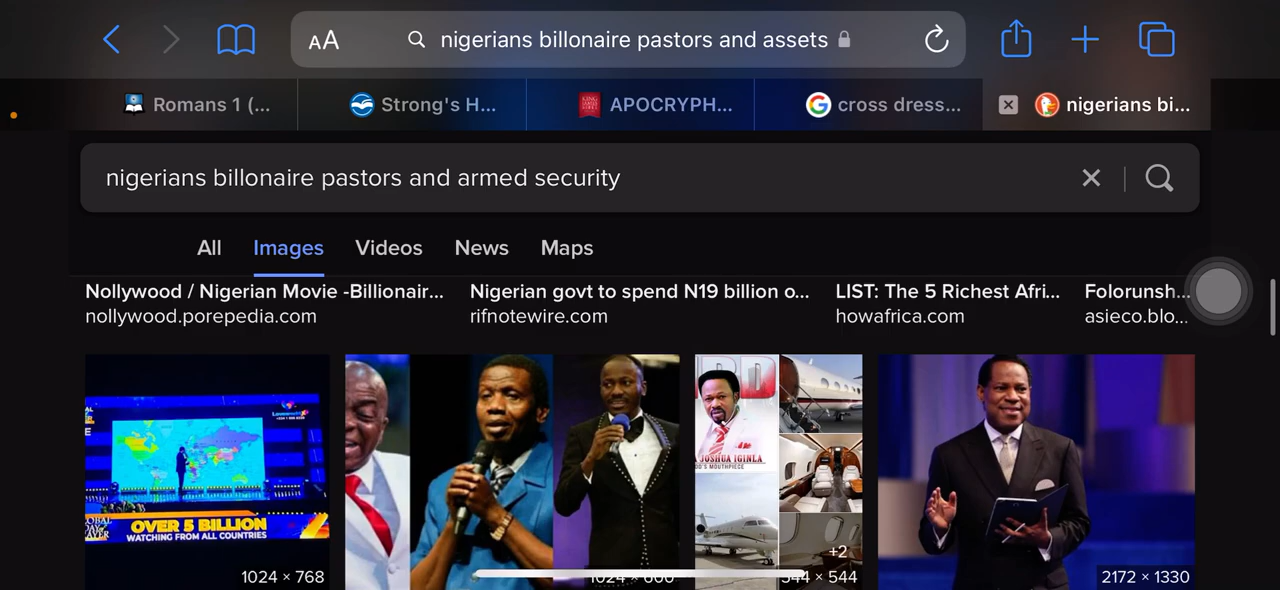 AA nigerians billonaire pastors and assets
Romans 1 (...
Strong's H...
APOCRYPH...
cross dress...
nigerians bi...
nigerians billonaire pastors and armed security
All Images Videos News Maps
Nollywood / Nigerian Movie -Billionair...
nollywood.porepedia.com
Nigerian govt to spend N19 billion o...
rifnotewire.com
LIST: The 5 Richest Afri...
howafrica.com
Folorunsh...
asieco.blo...
OVER 5 BILLION
WATCHING FROM ALL COUNTRIES
1024 × 768
1024 × 600
JOSHUA IGINLA
+2
544 × 544
2172 × 1330